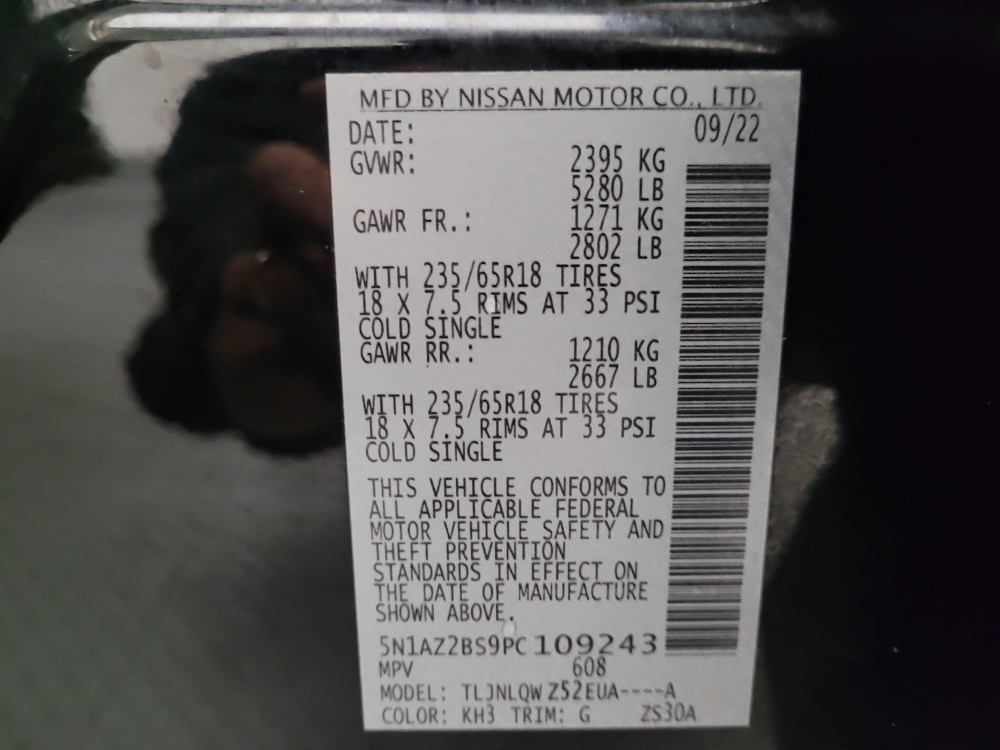 MFD BY NISSAN MOTOR CO., LTD.
DATE: 09/22
GVWR: 2395 KG
5280 LB
GAWR FR.: 1271 KG
2802 LB
WITH 235/65R18 TIRES
18 X 7.5 RIMS AT 33 PSI
COLD SINGLE
GAWR RR.: 1210 KG
2667 LB
WITH 235/65R18 TIRES
18 X 7.5 RIMS AT 33 PSI
COLD SINGLE
THIS VEHICLE CONFORMS TO
ALL APPLICABLE FEDERAL
MOTOR VEHICLE SAFETY AND
THEFT PREVENTION
STANDARDS IN EFFECT ON
THE DATE OF MANUFACTURE
SHOWN ABOVE.
5N1AZ2BS9PC109243
MPV 608
MODEL: TLJNLQW Z52EUA----A
COLOR: KH3 TRIM: G ZS30A